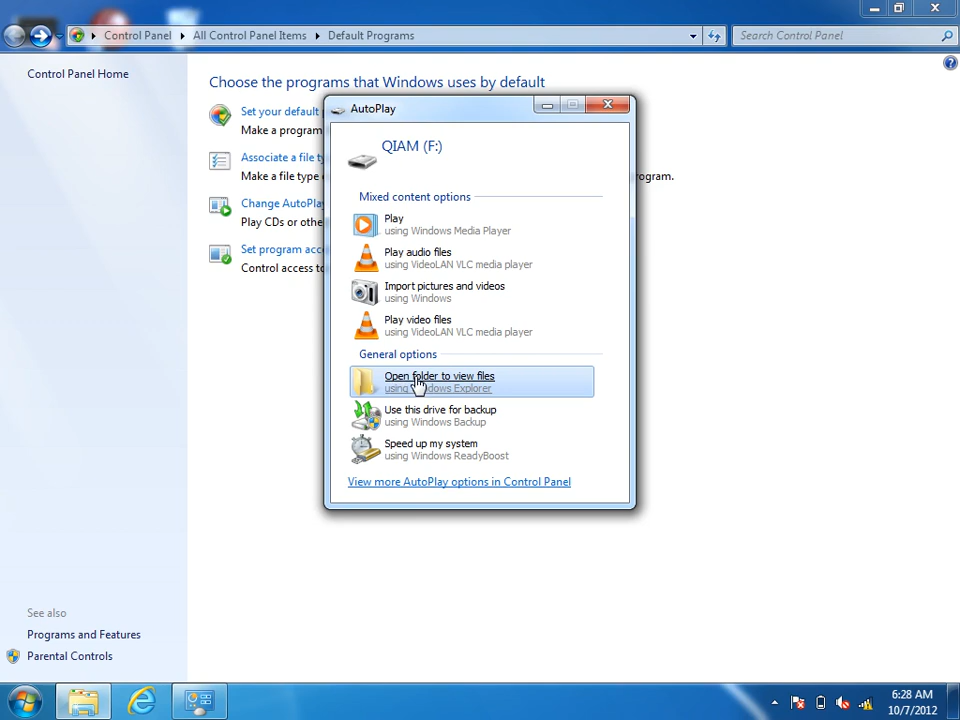 Control Panel
All Control Panel Items
Default Programs
Search Control Panel
Control Panel Home
Choose the programs that Windows uses by default
Set your default
Make a program
Associate a file ty
Make a file type
rogram.
Change AutoPlay
Play CDs or othe
Set program acc
Control access to
AutoPlay
QIAM (F:)
Mixed content options
Play
using Windows Media Player
Play audio files
using VideoLAN VLC media player
Import pictures and videos
using Windows
Play video files
using VideoLAN VLC media player
General options
Open folder to view files
using Windows Explorer
Use this drive for backup
using Windows Backup
Speed up my system
using Windows ReadyBoost
View more AutoPlay options in Control Panel
See also
Programs and Features
Parental Controls
6:28 AM
10/7/2012